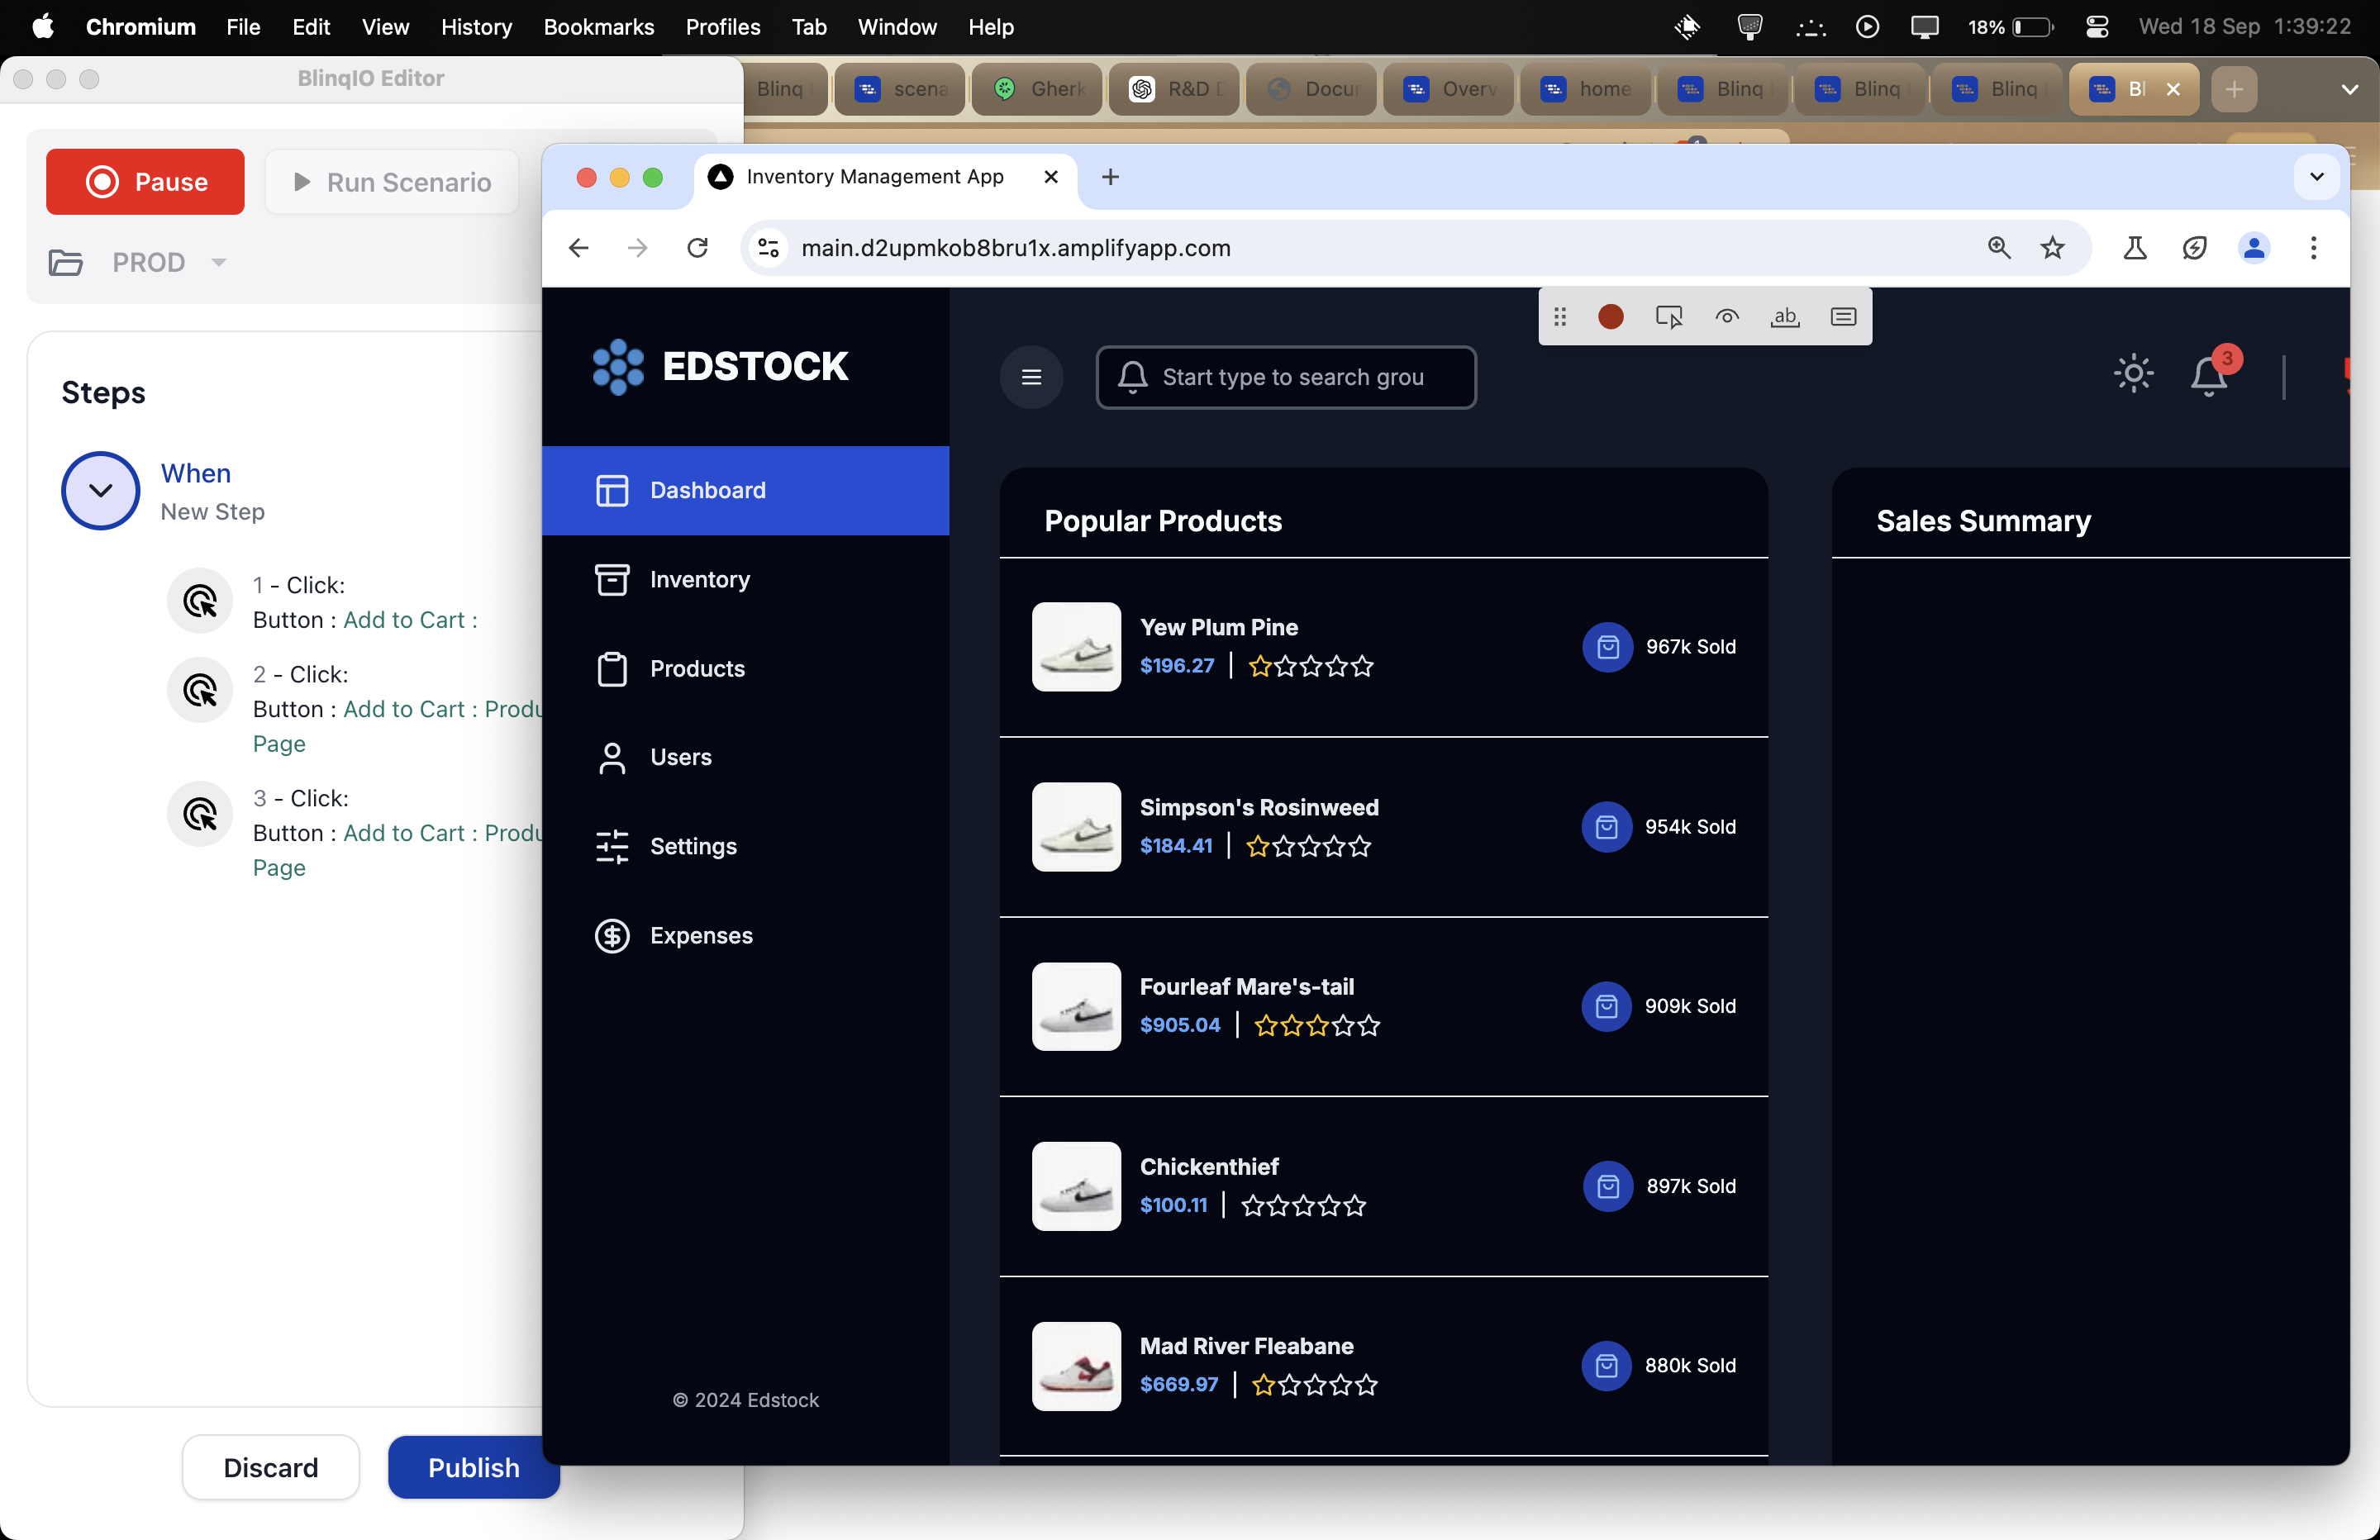 Chromium File Edit View History Bookmarks Profiles Tab Window Help
18% Wed 18 Sep 1:39:22
BlinqIO Editor
Blinq scena Gherk R&D D Docur Overv home Blinq Blinq Blinq Bl
Pause
Run Scenario
PROD
Steps
When
New Step
1 - Click:
Button : Add to Cart :
2 - Click:
Button : Add to Cart : Produ
Page
3 - Click:
Button : Add to Cart : Produ
Page
Discard
Publish
Inventory Management App
main.d2upmkob8bru1x.amplifyapp.com
ab
EDSTOCK
Start type to search grou
3
Dashboard
Inventory
Products
Users
Settings
Expenses
© 2024 Edstock
Popular Products
Yew Plum Pine
$196.27
967k Sold
Simpson's Rosinweed
$184.41
954k Sold
Fourleaf Mare's-tail
$905.04
909k Sold
Chickenthief
$100.11
897k Sold
Mad River Fleabane
$669.97
880k Sold
Sales Summary